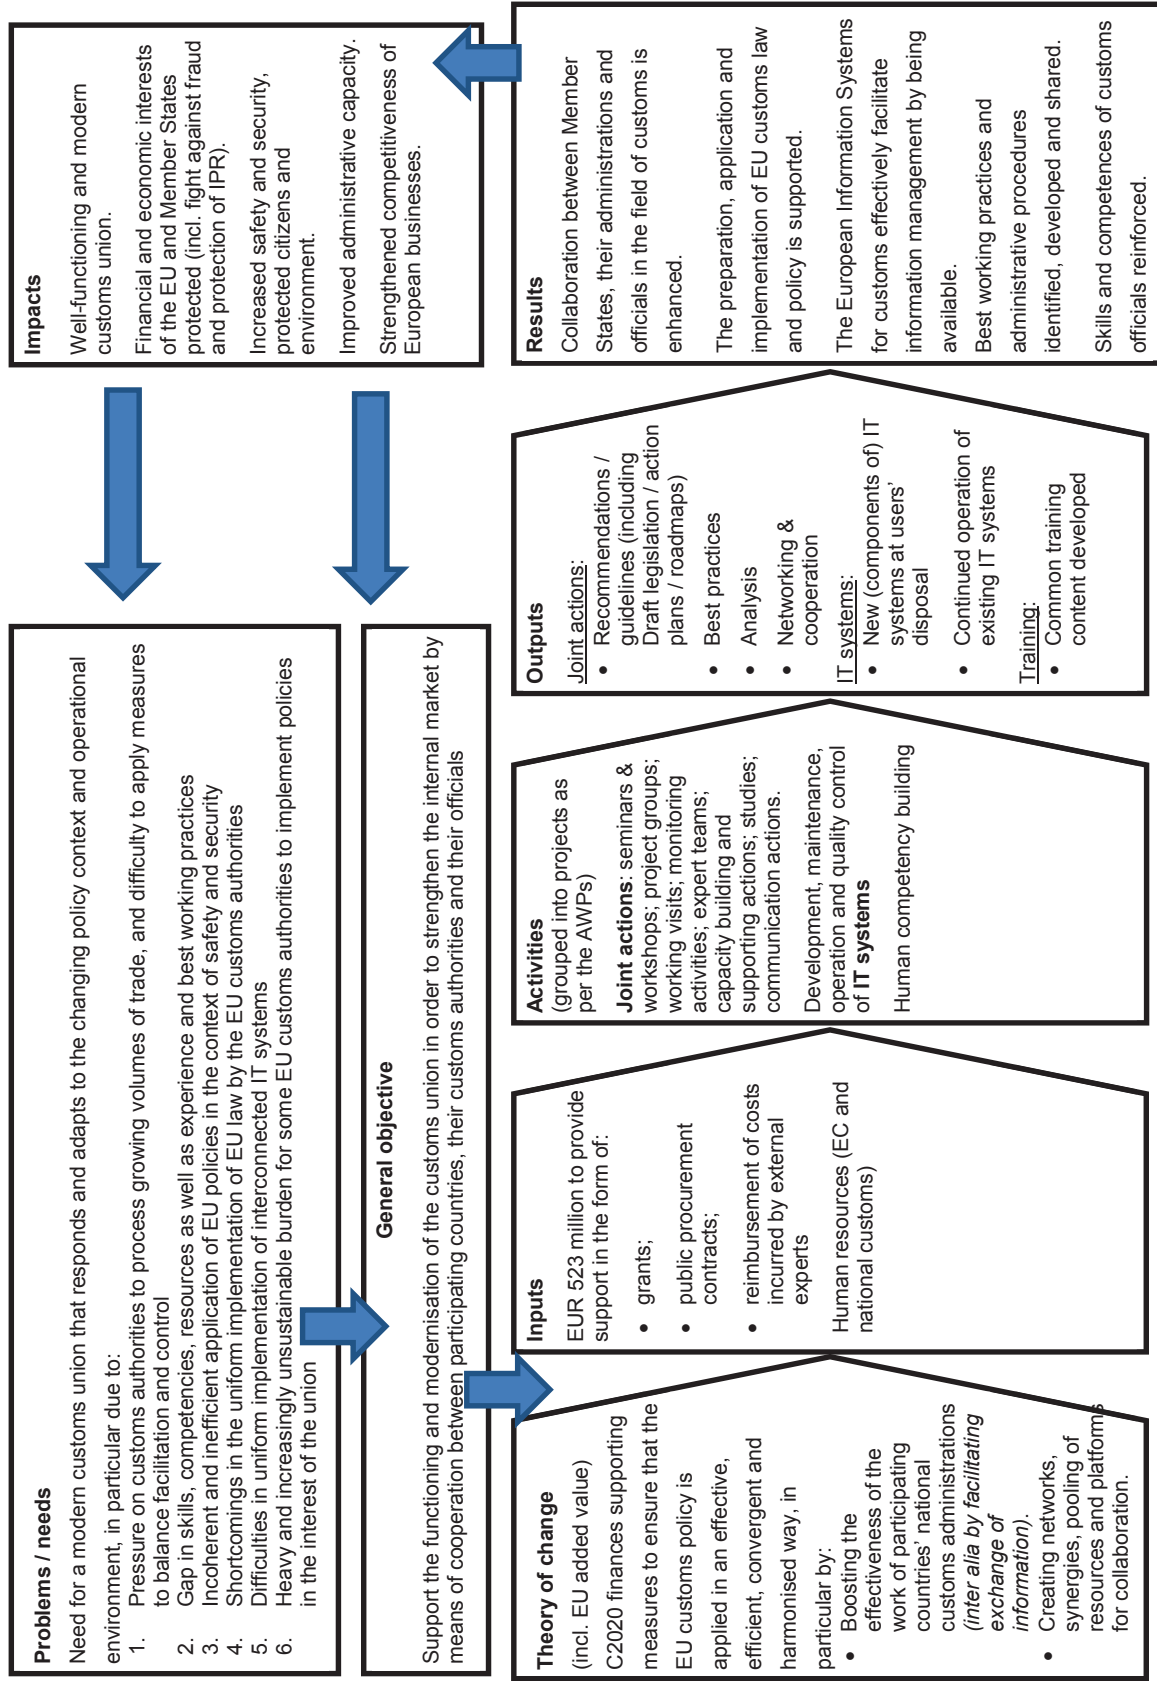 Problems / needs
Need for a modern customs union that responds and adapts to the changing policy context and operational
environment, in particular due to:
1. Pressure on customs authorities to process growing volumes of trade, and difficulty to apply measures
to balance facilitation and control
2. Gap in skills, competencies, resources as well as experience and best working practices
3. Incoherent and inefficient application of EU policies in the context of safety and security
4. Shortcomings in the uniform implementation of EU law by the EU customs authorities
5. Difficulties in uniform implementation of interconnected IT systems
6. Heavy and increasingly unsustainable burden for some EU customs authorities to implement policies
in the interest of the union
Impacts
Well-functioning and modern
customs union.
Financial and economic interests
of the EU and Member States
protected (incl. fight against fraud
and protection of IPR).
Increased safety and security,
protected citizens and
environment.
Improved administrative capacity.
Strengthened competitiveness of
European businesses.
General objective
Support the functioning and modernisation of the customs union in order to strengthen the internal market by
means of cooperation between participating countries, their customs authorities and their officials
Theory of change
(incl. EU added value)
C2020 finances supporting
measures to ensure that the
EU customs policy is
applied in an effective,
efficient, convergent and
harmonised way, in
particular by:
• Boosting the
effectiveness of the
work of participating
countries' national
customs administrations
(inter alia by facilitating
exchange of
information).
• Creating networks,
synergies, pooling of
resources and platforms
for collaboration.
Inputs
EUR 523 million to provide
support in the form of:
• grants;
• public procurement
contracts;
• reimbursement of costs
incurred by external
experts
Human resources (EC and
national customs)
Activities
(grouped into projects as
per the AWPs)
Joint actions: seminars &
workshops; project groups;
working visits; monitoring
activities; expert teams;
capacity building and
supporting actions; studies;
communication actions.
Development, maintenance,
operation and quality control
of IT systems
Human competency building
Outputs
Joint actions:
• Recommendations /
guidelines (including
Draft legislation / action
plans / roadmaps)
• Best practices
• Analysis
• Networking &
cooperation
IT systems:
• New (components of) IT
systems at users'
disposal
• Continued operation of
existing IT systems
Training:
• Common training
content developed
Results
Collaboration between Member
States, their administrations and
officials in the field of customs is
enhanced.
The preparation, application and
implementation of EU customs law
and policy is supported.
The European Information Systems
for customs effectively facilitate
information management by being
available.
Best working practices and
administrative procedures
identified, developed and shared.
Skills and competences of customs
officials reinforced.